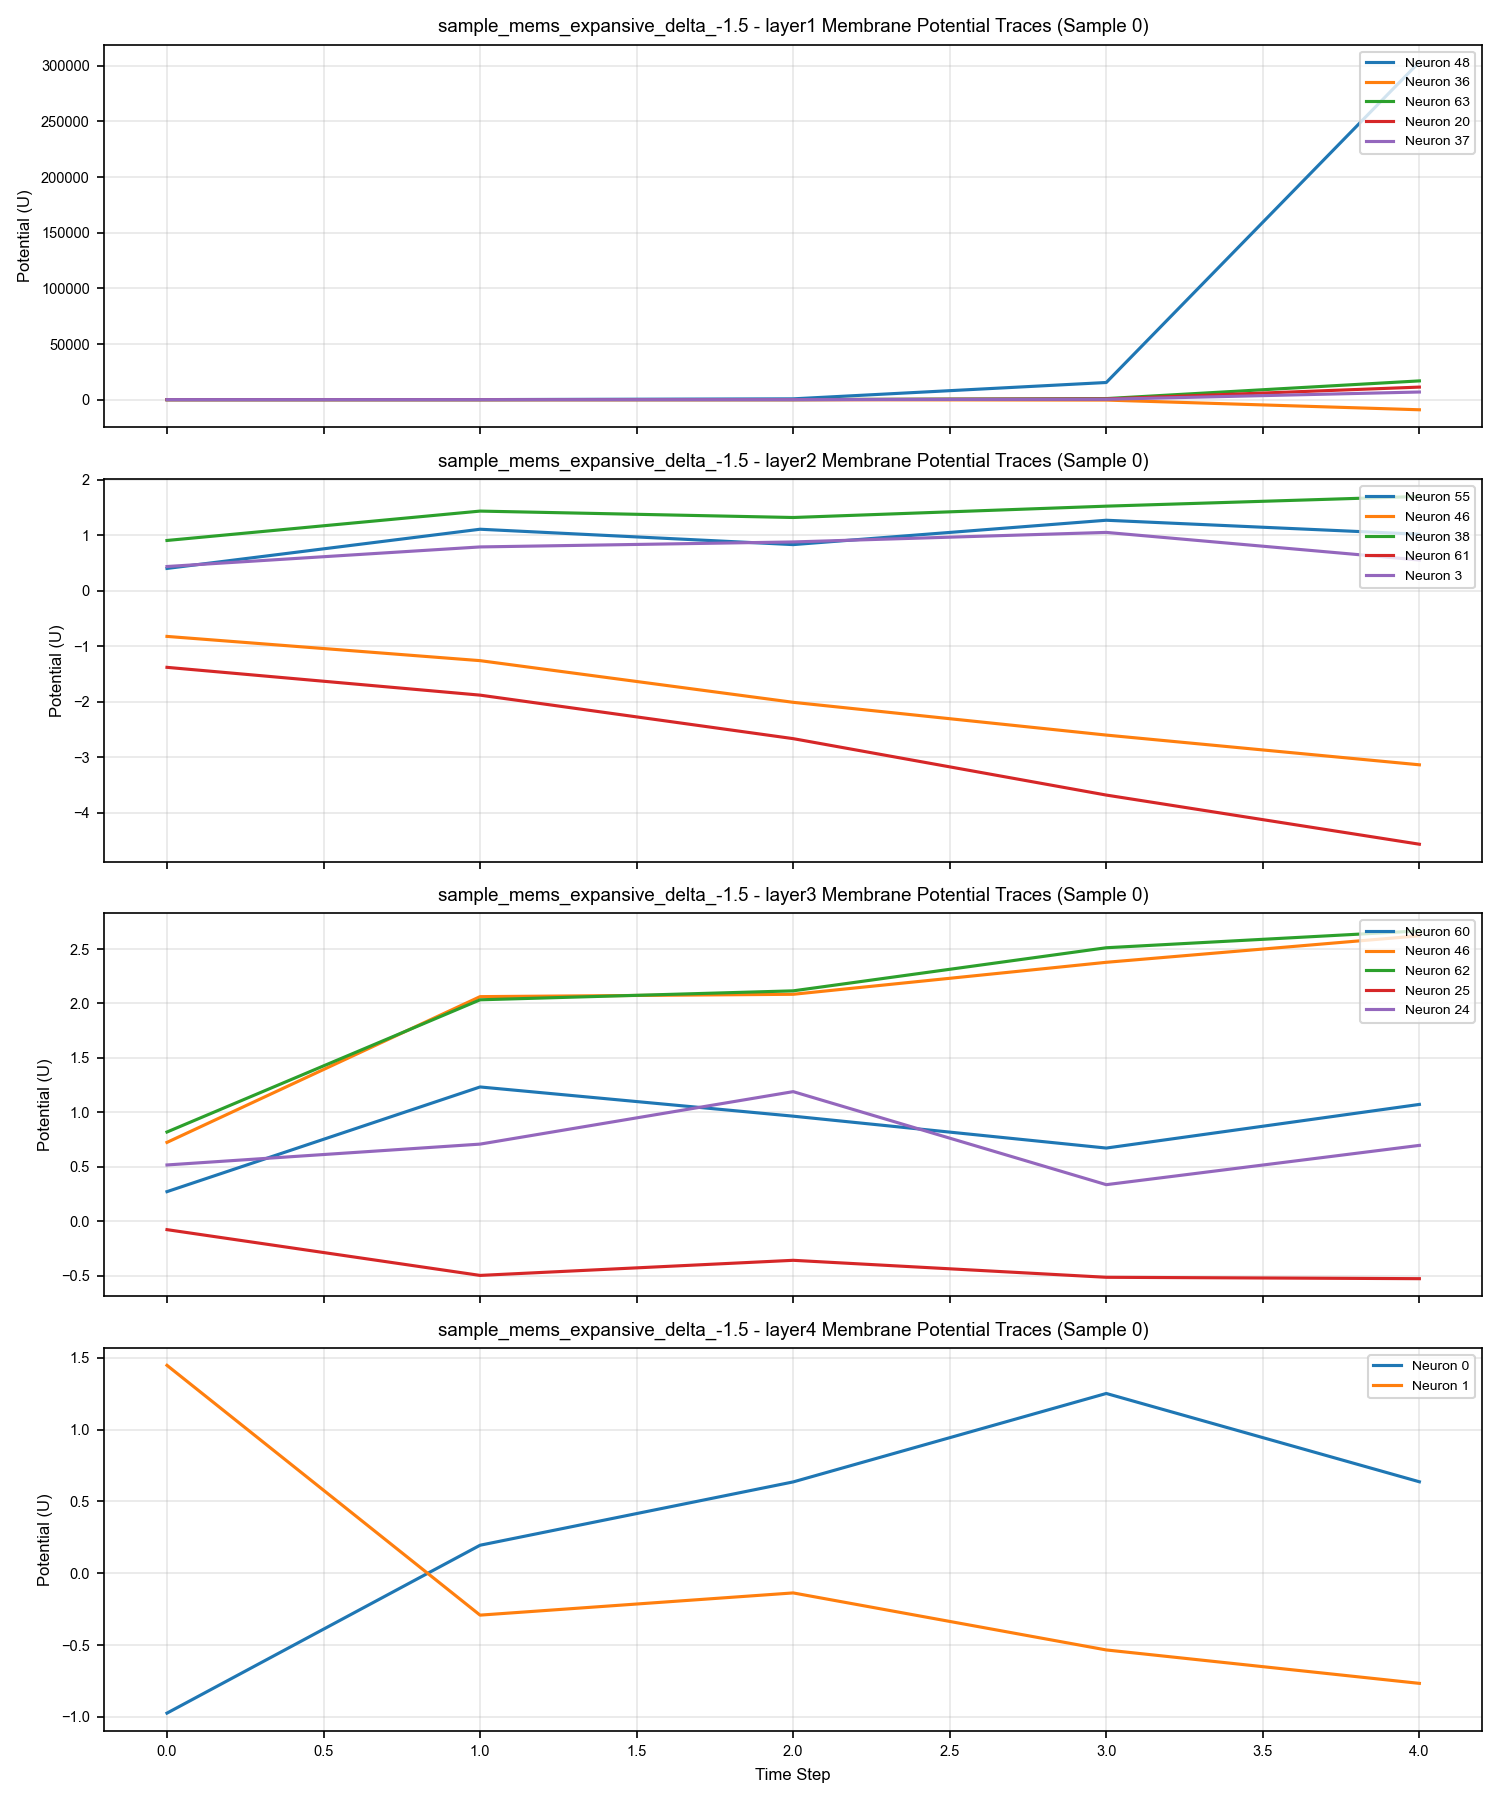 sample_mems_expansive_delta_-1.5 - layer1 Membrane Potential Traces (Sample 0)
Potential (U)
300000
250000
200000
150000
100000
50000
0
Neuron 48
Neuron 36
Neuron 63
Neuron 20
Neuron 37
sample_mems_expansive_delta_-1.5 - layer2 Membrane Potential Traces (Sample 0)
Potential (U)
2
1
0
−1
−2
−3
−4
Neuron 55
Neuron 46
Neuron 38
Neuron 61
Neuron 3
sample_mems_expansive_delta_-1.5 - layer3 Membrane Potential Traces (Sample 0)
Potential (U)
2.5
2.0
1.5
1.0
0.5
0.0
−0.5
Neuron 60
Neuron 46
Neuron 62
Neuron 25
Neuron 24
sample_mems_expansive_delta_-1.5 - layer4 Membrane Potential Traces (Sample 0)
Potential (U)
1.5
1.0
0.5
0.0
−0.5
−1.0
Neuron 0
Neuron 1
0.0 0.5 1.0 1.5 2.0 2.5 3.0 3.5 4.0
Time Step